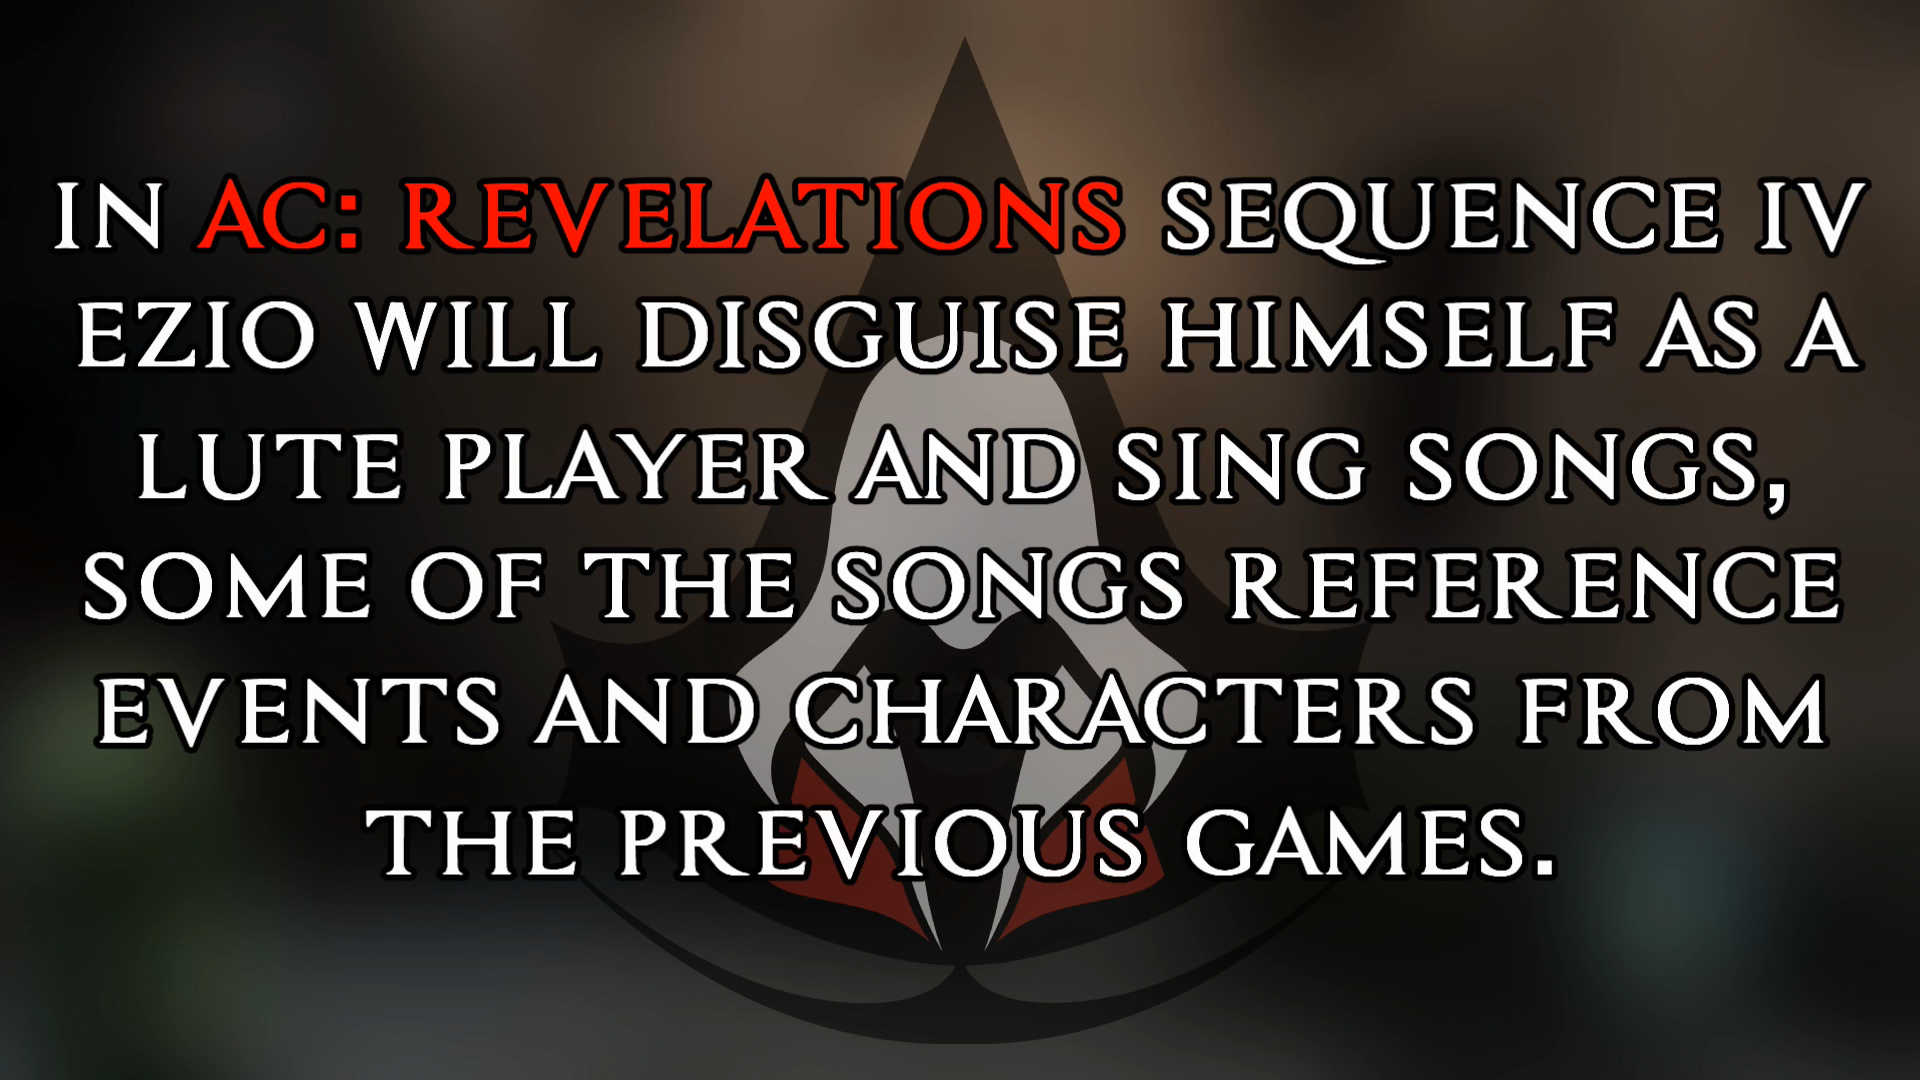 IN AC: REVELATIONS SEQUENCE IV
EZIO WILL DISGUISE HIMSELF AS A
LUTE PLAYER AND SING SONGS,
SOME OF THE SONGS REFERENCE
EVENTS AND CHARACTERS FROM
THE PREVIOUS GAMES.